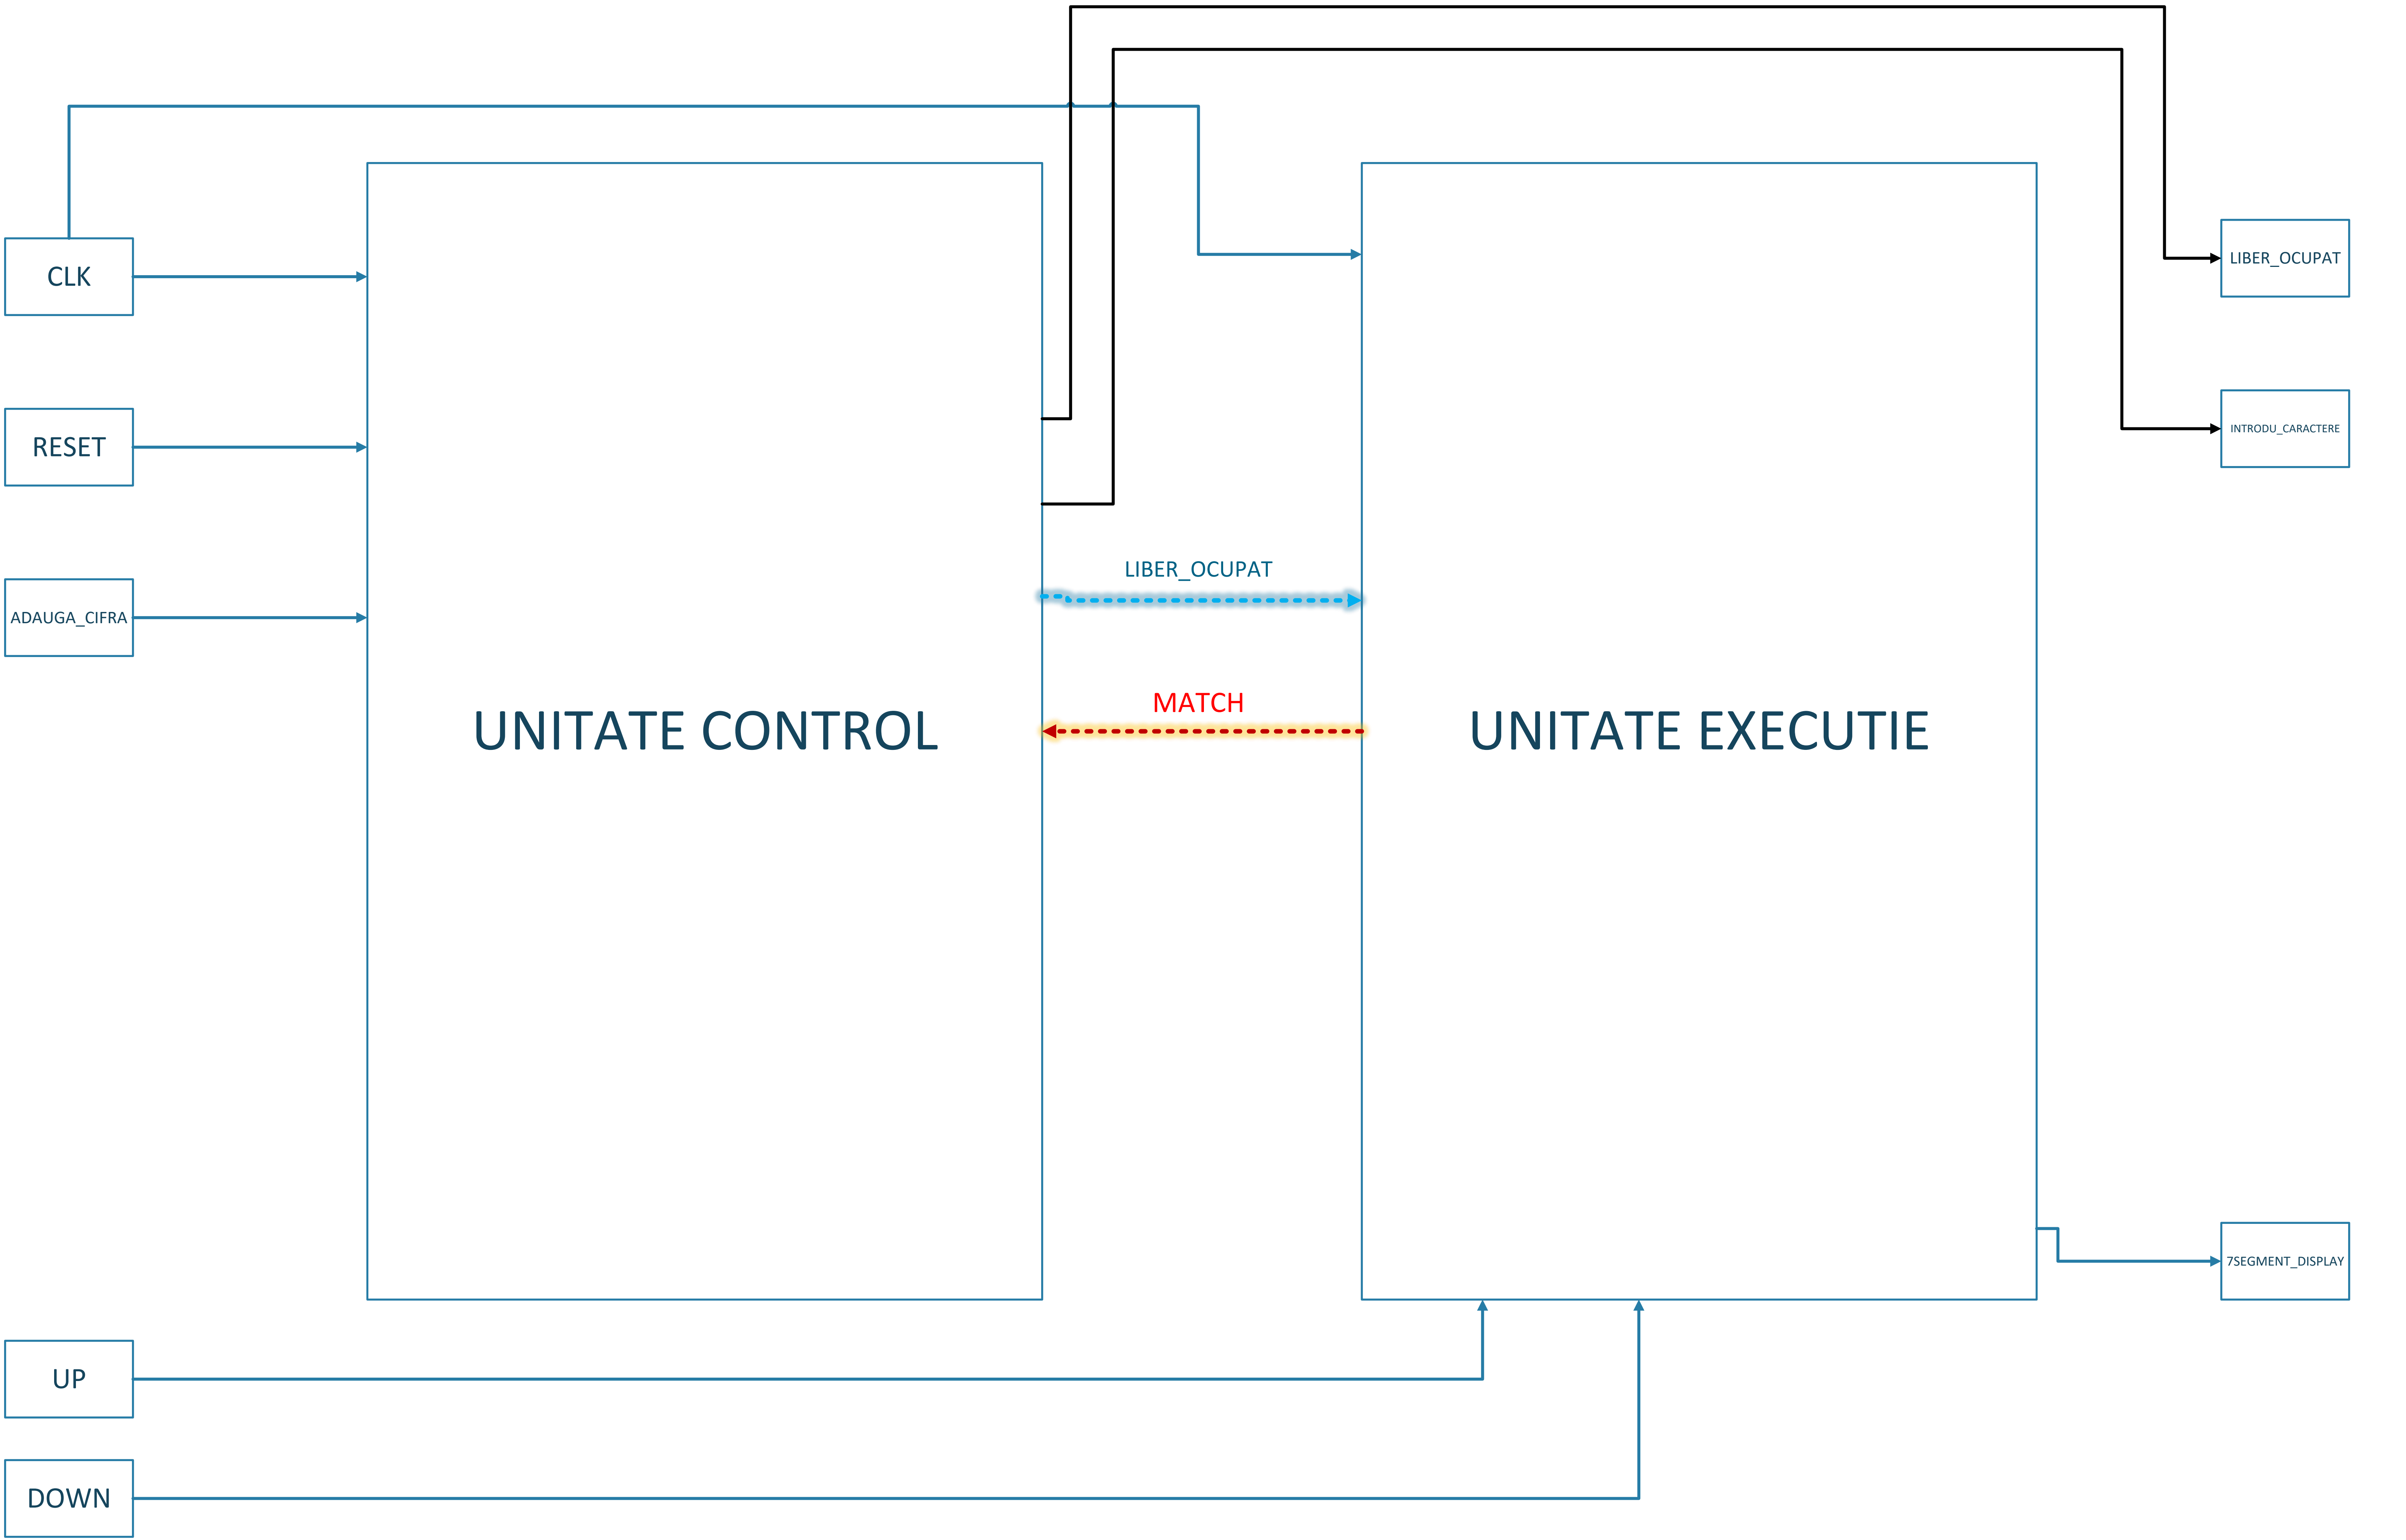 CLK
LIBER_OCUPAT
RESET
INTRODU_CARACTERE
LIBER_OCUPAT
ADAUGA_CIFRA
MATCH
UNITATE CONTROL
UNITATE EXECUTIE
7SEGMENT_DISPLAY
UP
DOWN